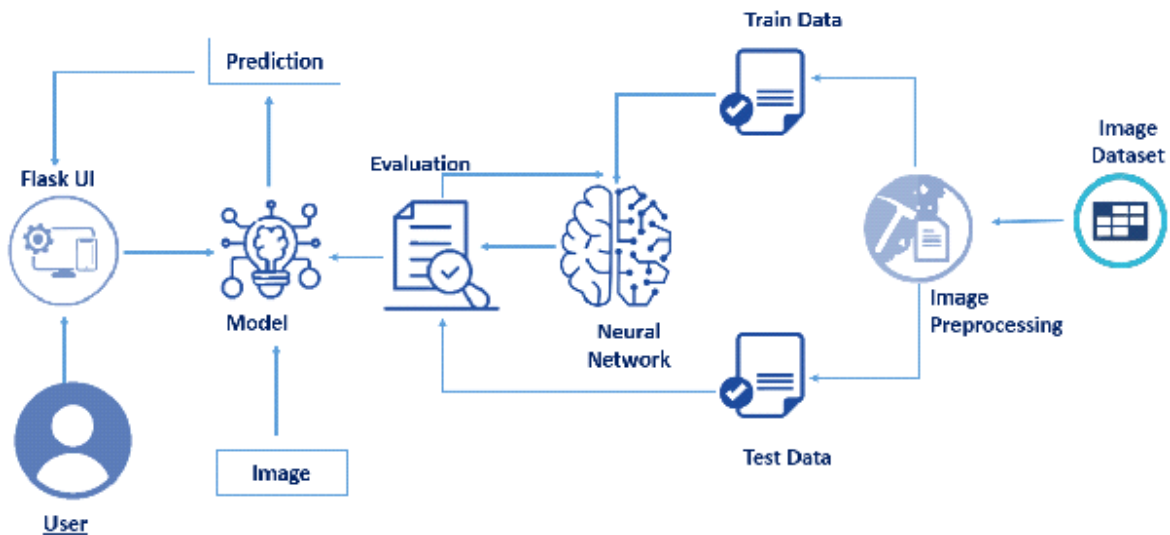 Train Data
Prediction
Image
Dataset
Evaluation
Flask UI
Image
Preprocessing
Model
Neural
Network
Image
Test Data
User